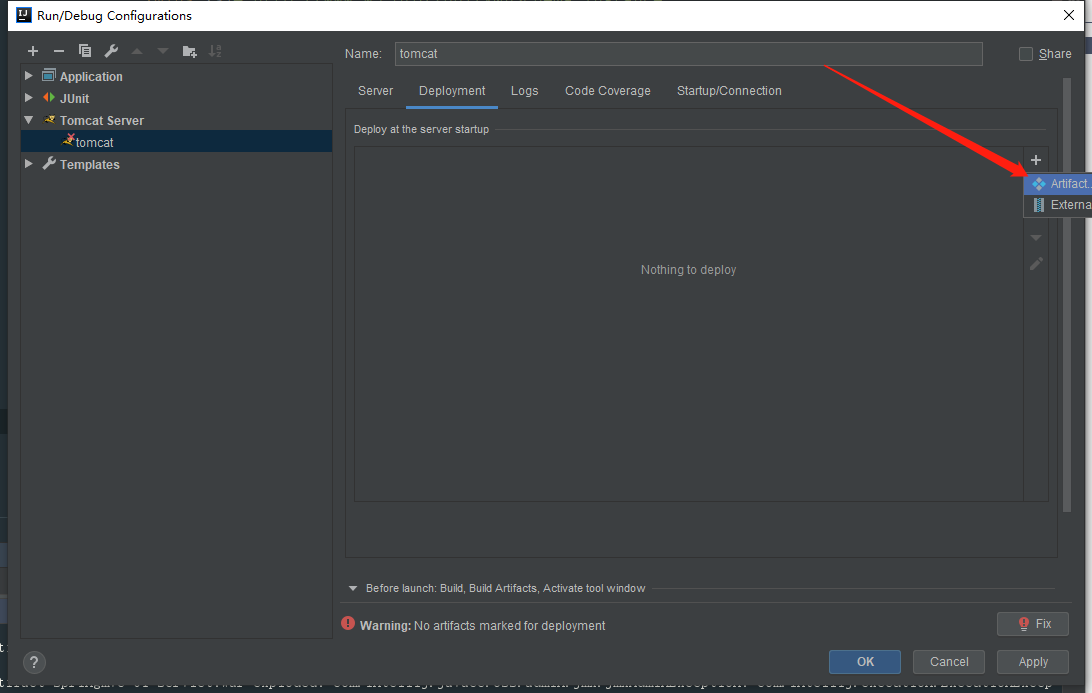 Run/Debug Configurations
Name: tomcat
Share
Application
JUnit
Tomcat Server
tomcat
Templates
Server Deployment Logs Code Coverage Startup/Connection
Deploy at the server startup
Artifact..
Externa
Nothing to deploy
Before launch: Build, Build Artifacts, Activate tool window
Warning: No artifacts marked for deployment
Fix
OK Cancel Apply